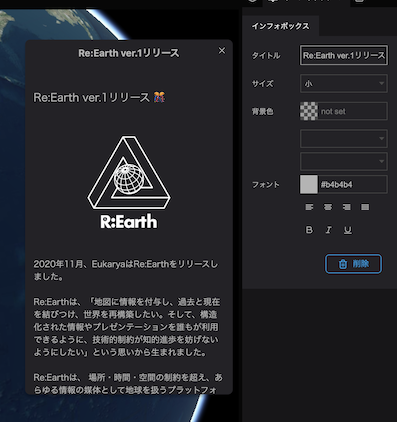 Re:Earth ver.1リリース
Re:Earth ver.1リリース 🎊
R:Earth
2020年11月、EukaryaはRe:Earthをリリースし
ました。
Re:Earthは、「地図に情報を付与し、過去と現在
を結びつけ、世界を再構築したい。そして、構造
化された情報やプレゼンテーションを誰もが利用
できるように、技術的制約が知的進歩を妨げない
ようにしたい」という思いから生まれました。
Re:Earthは、 場所・時間・空間の制約を超え、あ
らゆる情報の媒体として地球を扱うプラットフォ
インフォボックス
タイトル Re:Earth ver.1リリース
サイズ 小
背景色 not set
フォント #b4b4b4
B I U
削除